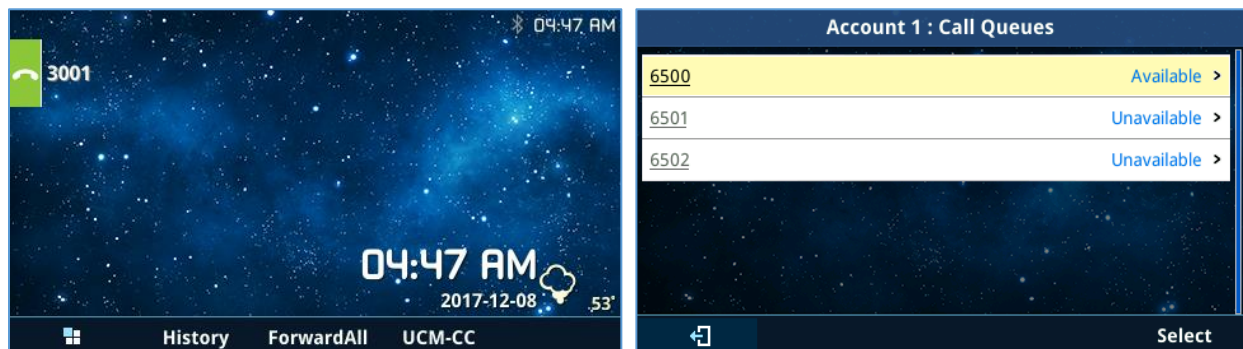 04:47 AM
3001
04:47 AM
2017-12-08
53°
History ForwardAll UCM-CC
Account 1 : Call Queues
6500 Available >
6501 Unavailable >
6502 Unavailable >
Select